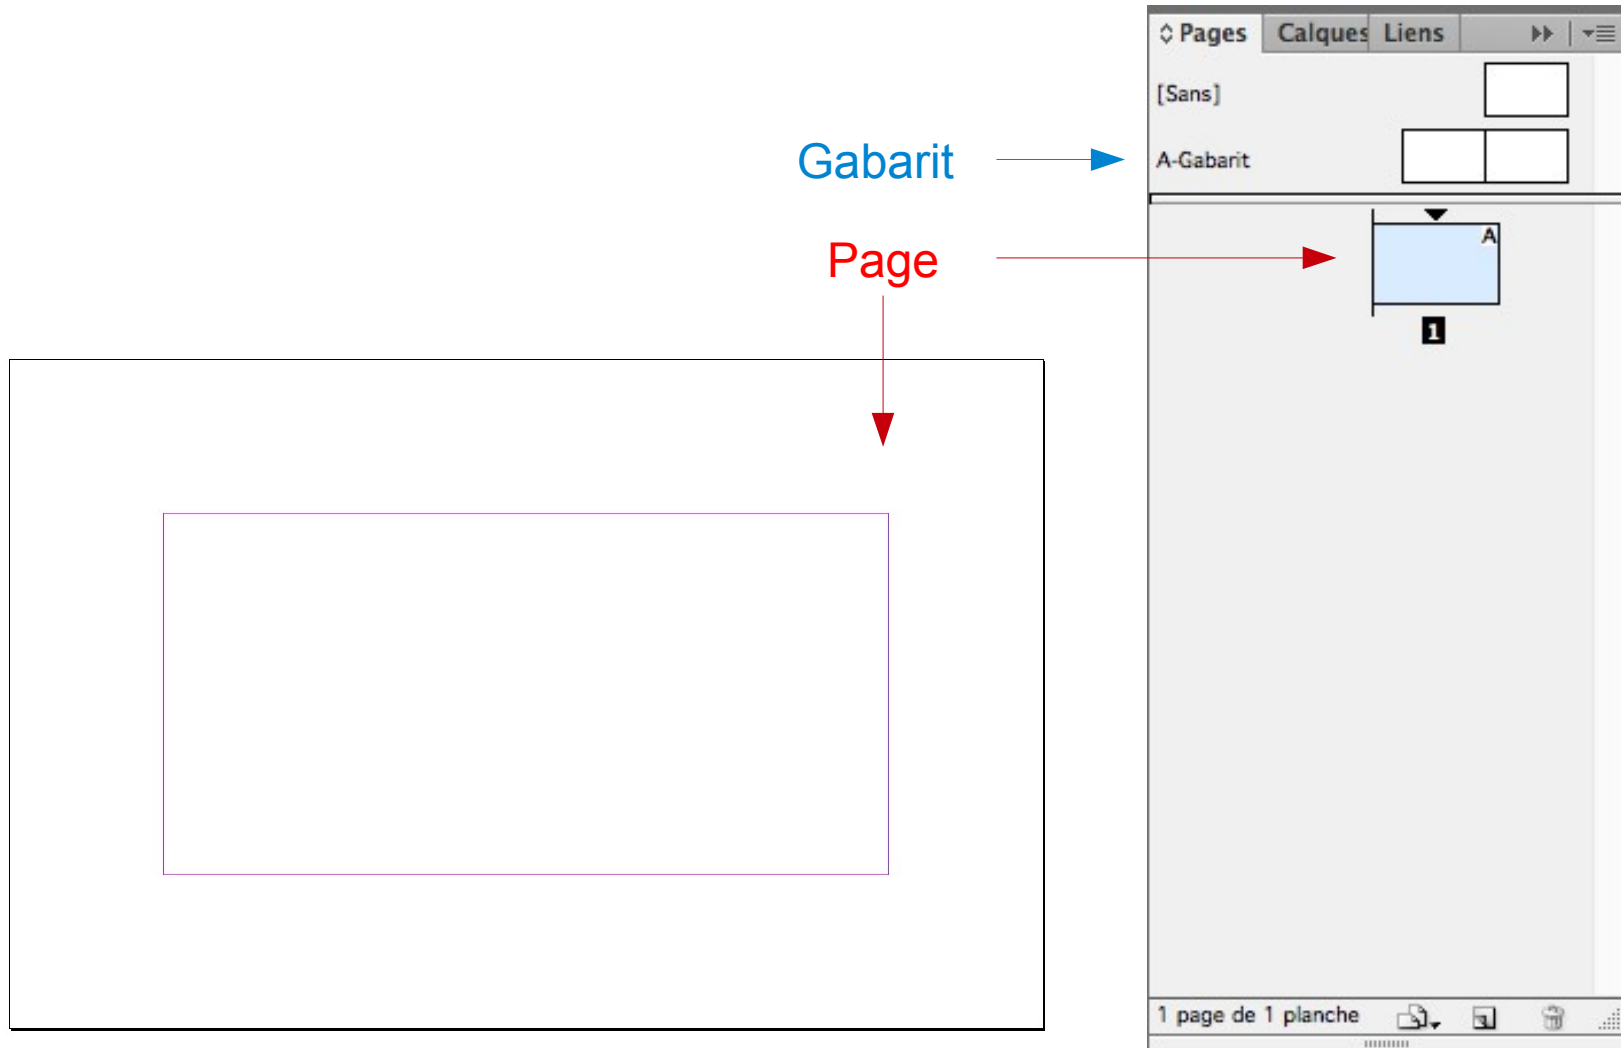 Pages Calques Liens
[Sans]
Gabarit
A-Gabarit
A
Page
1
1 page de 1 planche